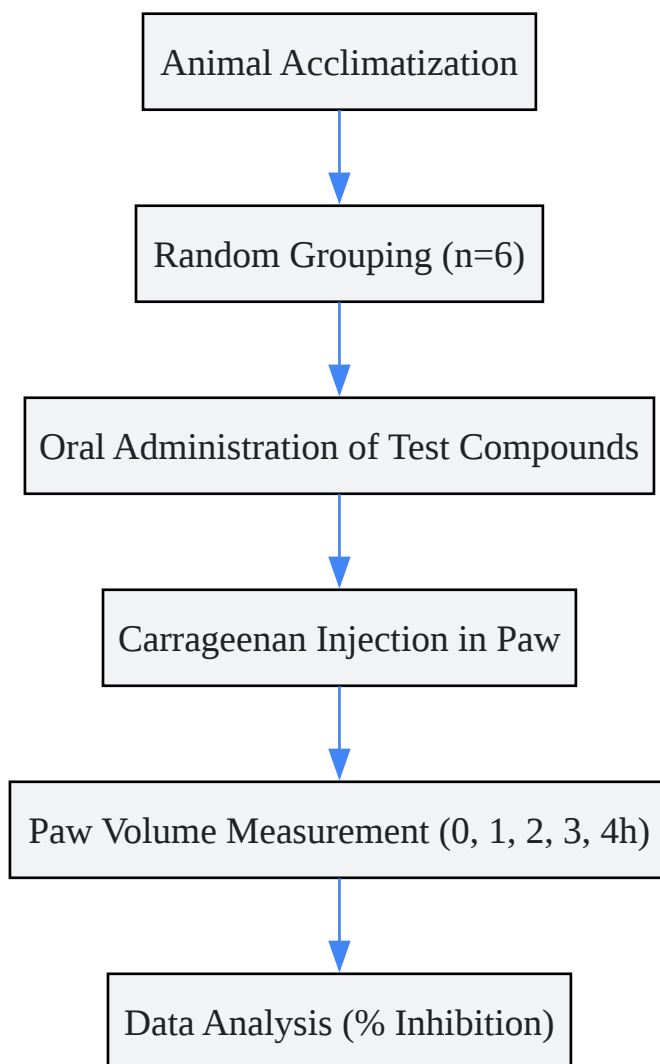 Animal Acclimatization
Random Grouping (n=6)
Oral Administration of Test Compounds
Carrageenan Injection in Paw
Paw Volume Measurement (0, 1, 2, 3, 4h)
Data Analysis (% Inhibition)